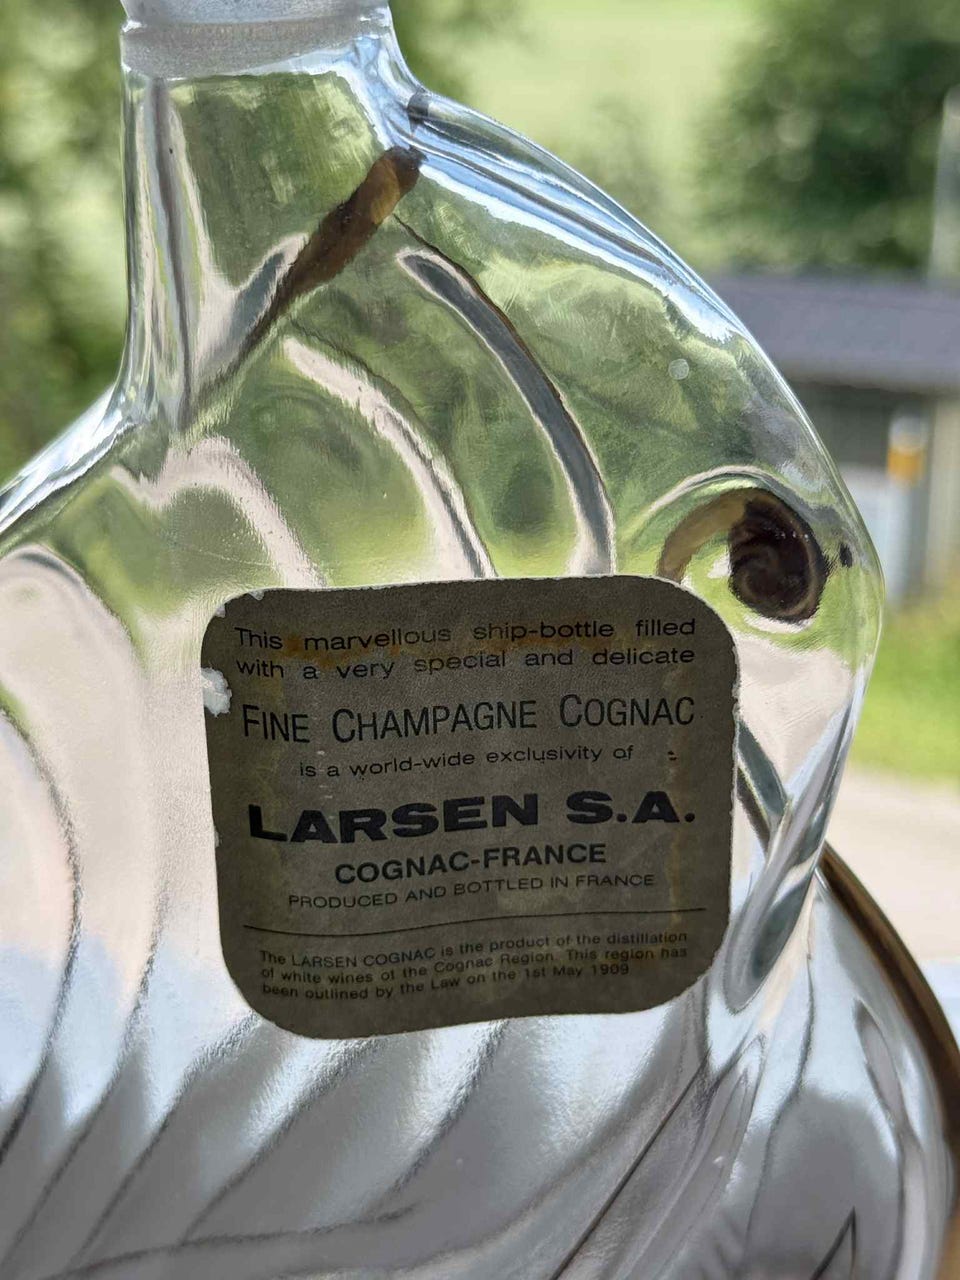 This marvellous ship-bottle filled
with a very special and delicate
FINE CHAMPAGNE COGNAC
is a world-wide exclusivity of
LARSEN S.A.
COGNAC-FRANCE
PRODUCED AND BOTTLED IN FRANCE
The LARSEN COGNAC is the product of the distillation
of white wines of the Cognac Region. This region has
been outlined by the Law on the 1st May 1909